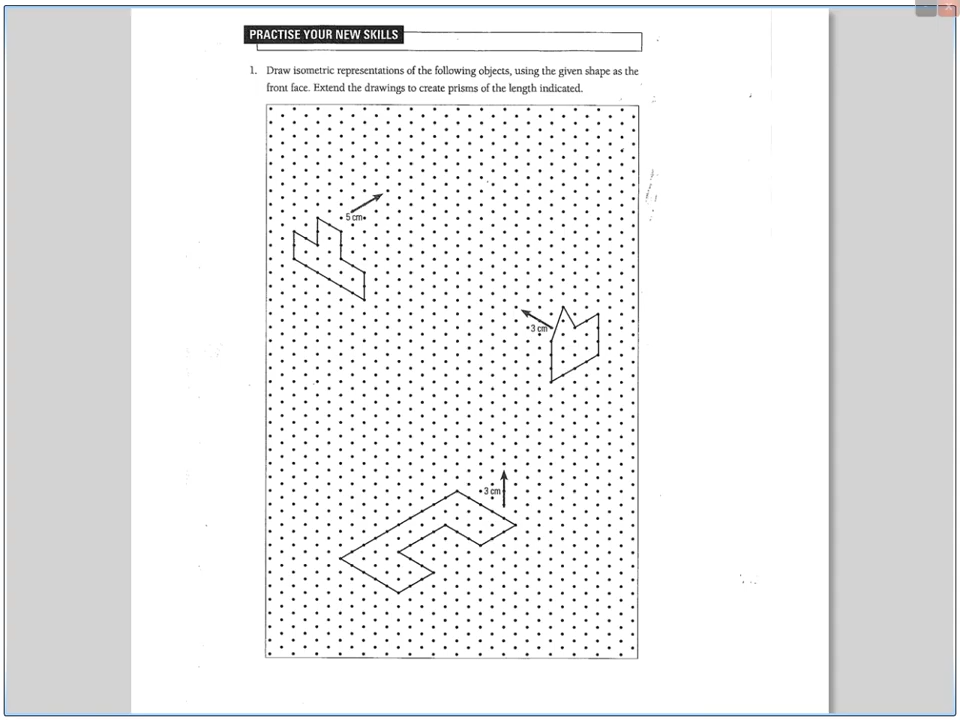 PRACTISE YOUR NEW SKILLS
1. Draw isometric representations of the following objects, using the given shape as the
front face. Extend the drawings to create prisms of the length indicated.
5 cm
3 cm
3 cm